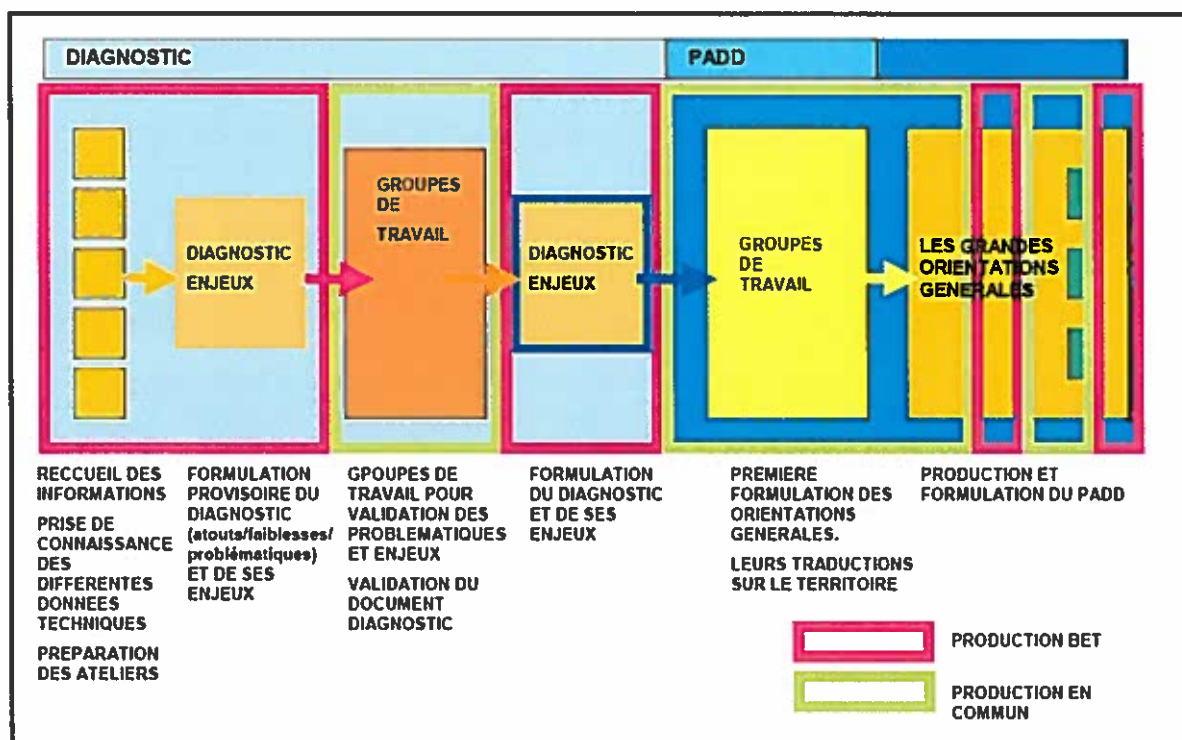 DIAGNOSTIC
PADD
DIAGNOSTIC
ENJEUX
GROUPES
DE
TRAVAIL
DIAGNOSTIC
ENJEUX
GROUPES
DE
TRAVAIL
LES GRANDES
ORIENTATIONS
GENERALES
RECCUEIL DES
INFORMATIONS
PRISE DE
CONNAISSANCE
DES
DIFFERENTES
DONNEES
TECHNIQUES
PREPARATION
DES ATELIERS
FORMULATION
PROVISOIRE DU
DIAGNOSTIC
(atouts/faiblesses/
problématiques)
ET DE SES
ENJEUX
GPOUPES DE
TRAVAIL POUR
VALIDATION DES
PROBLEMATIQUES
ET ENJEUX
VALIDATION DU
DOCUMENT
DIAGNOSTIC
FORMULATION
DU DIAGNOSTIC
ET DE SES
ENJEUX
PREMIERE
FORMULATION DES
ORIENTATIONS
GENERALES.
LEURS TRADUCTIONS
SUR LE TERRITOIRE
PRODUCTION ET
FORMULATION DU PADD
PRODUCTION BET
PRODUCTION EN
COMMUN